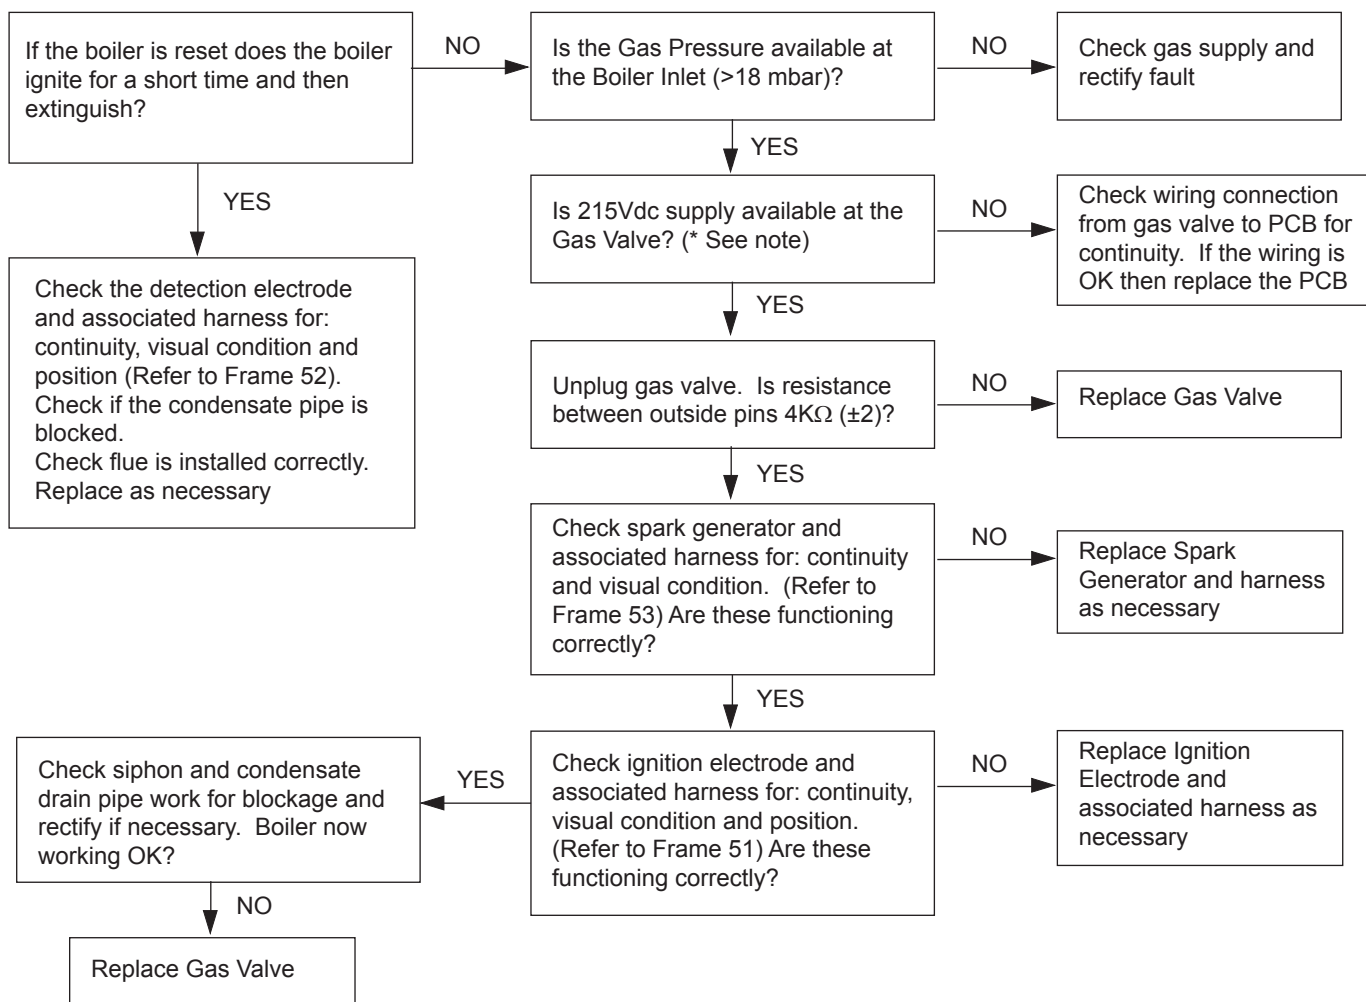 If the boiler is reset does the boiler
ignite for a short time and then
extinguish?
NO
Is the Gas Pressure available at
the Boiler Inlet (>18 mbar)?
NO
Check gas supply and
rectify fault
YES
YES
Is 215Vdc supply available at the
Gas Valve? (* See note)
NO
Check wiring connection
from gas valve to PCB for
continuity. If the wiring is
OK then replace the PCB
Check the detection electrode
and associated harness for:
continuity, visual condition and
position (Refer to Frame 52).
Check if the condensate pipe is
blocked.
Check flue is installed correctly.
Replace as necessary
YES
Unplug gas valve. Is resistance
between outside pins 4KΩ (±2)?
NO
Replace Gas Valve
YES
Check spark generator and
associated harness for: continuity
and visual condition. (Refer to
Frame 53) Are these functioning
correctly?
NO
Replace Spark
Generator and harness
as necessary
YES
Check ignition electrode and
associated harness for: continuity,
visual condition and position.
(Refer to Frame 51) Are these
functioning correctly?
NO
Replace Ignition
Electrode and
associated harness as
necessary
YES
Check siphon and condensate
drain pipe work for blockage and
rectify if necessary. Boiler now
working OK?
NO
Replace Gas Valve